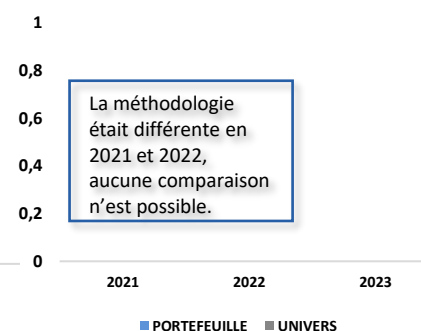 1
0,8
0,6
0,4
0,2
0
La méthodologie
était différente en
2021 et 2022,
aucune comparaison
n'est possible.
2021 2022 2023
PORTEFEUILLE UNIVERS